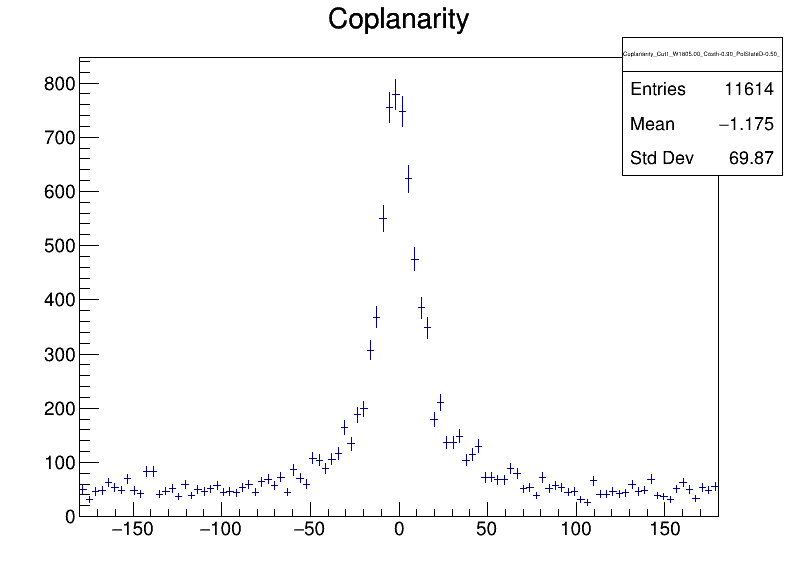 Coplanarity
Coplanarity_Cut1_W1605.00_Costh-0.90_PolStateD-0.50_
Entries 11614
Mean −1.175
Std Dev 69.87
800
700
600
500
400
300
200
100
0
−150 −100 −50 0 50 100 150